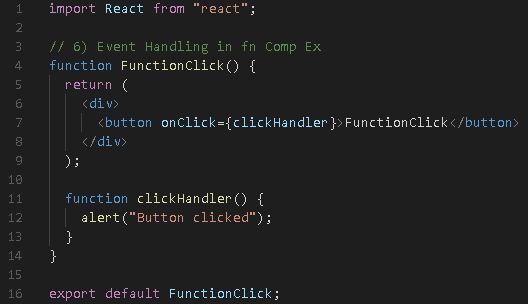 1 import React from "react";
2
3 // 6) Event Handling in fn Comp Ex
4 function FunctionClick() {
5   return (
6     <div>
7       <button onClick={clickHandler}>FunctionClick</button>
8     </div>
9   );
10
11   function clickHandler() {
12     alert("Button clicked");
13   }
14 }
15
16 export default FunctionClick;